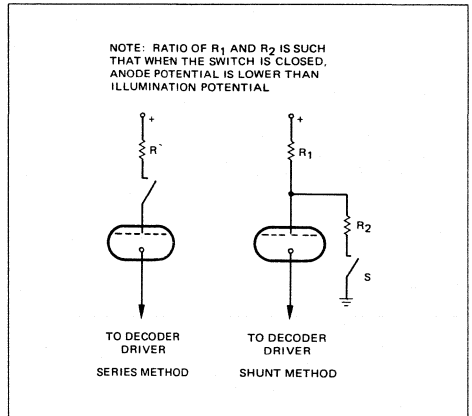 NOTE: RATIO OF R1 AND R2 IS SUCH
THAT WHEN THE SWITCH IS CLOSED,
ANODE POTENTIAL IS LOWER THAN
ILLUMINATION POTENTIAL
+
R
+
R1
R2
S
TO DECODER
DRIVER
SERIES METHOD
TO DECODER
DRIVER
SHUNT METHOD